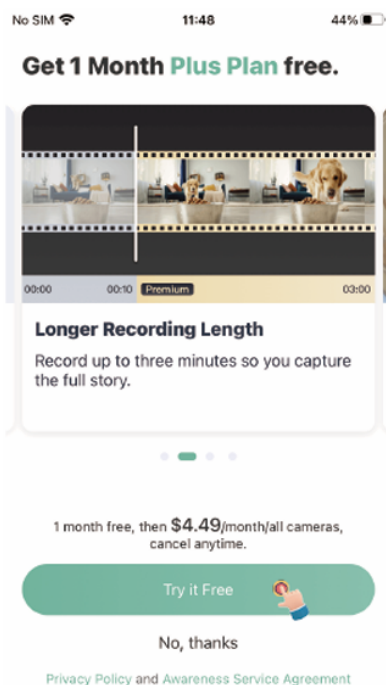 No SIM 11:48 44%
Get 1 Month Plus Plan free.
00:00 00:10 Premium 03:00
Longer Recording Length
Record up to three minutes so you capture
the full story.
1 month free, then $4.49/month/all cameras,
cancel anytime.
Try it Free
No, thanks
Privacy Policy and Awareness Service Agreement